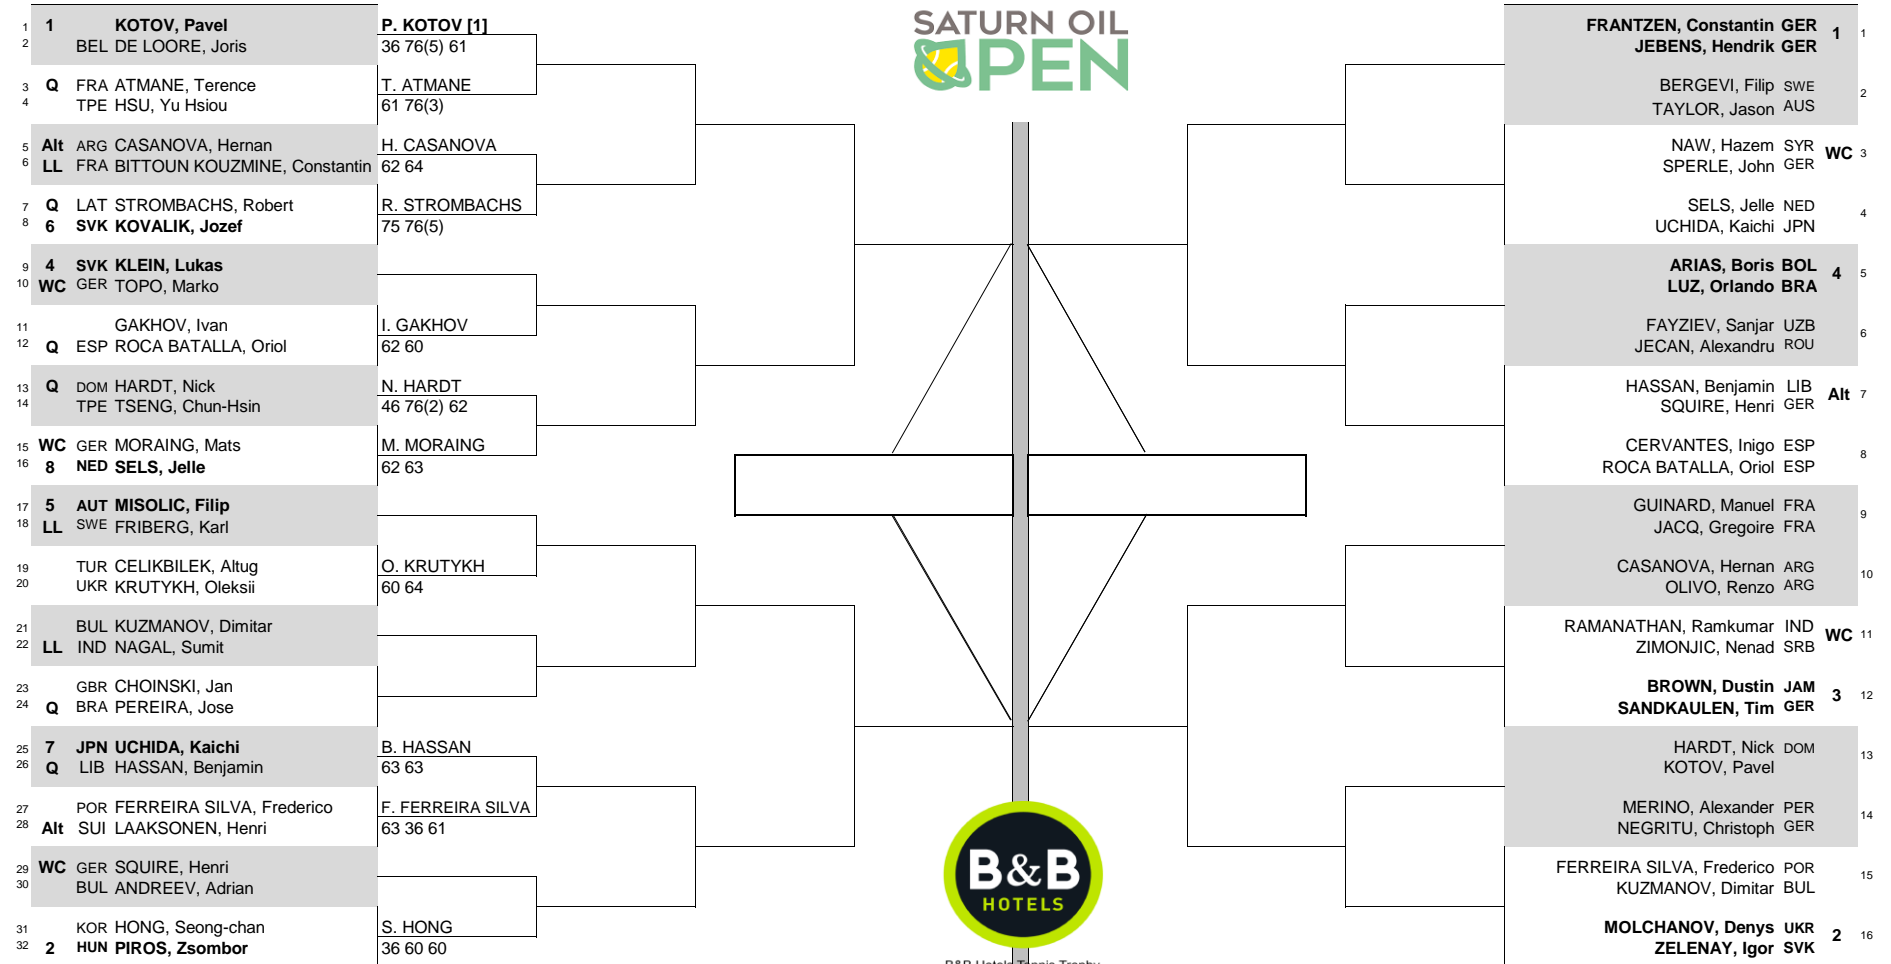 SATURN OIL
OPEN
1 1 KOTOV, Pavel
2 BEL DE LOORE, Joris
3 Q FRA ATMANE, Terence
4 TPE HSU, Yu Hsiou
5 Alt ARG CASANOVA, Hernan
6 LL FRA BITTOUN KOUZMINE, Constantin
7 Q LAT STROMBACHS, Robert
8 6 SVK KOVALIK, Jozef
9 4 SVK KLEIN, Lukas
10 WC GER TOPO, Marko
11 GAKHOV, Ivan
12 Q ESP ROCA BATALLA, Oriol
13 Q DOM HARDT, Nick
14 TPE TSENG, Chun-Hsin
15 WC GER MORAING, Mats
16 8 NED SELS, Jelle
17 5 AUT MISOLIC, Filip
18 LL SWE FRIBERG, Karl
19 TUR CELIKBILEK, Altug
20 UKR KRUTYKH, Oleksii
21 BUL KUZMANOV, Dimitar
22 LL IND NAGAL, Sumit
23 GBR CHOINSKI, Jan
24 Q BRA PEREIRA, Jose
25 7 JPN UCHIDA, Kaichi
26 Q LIB HASSAN, Benjamin
27 POR FERREIRA SILVA, Frederico
28 Alt SUI LAAKSONEN, Henri
29 WC GER SQUIRE, Henri
30 BUL ANDREEV, Adrian
31 KOR HONG, Seong-chan
32 2 HUN PIROS, Zsombor
P. KOTOV [1]
36 76(5) 61
T. ATMANE
61 76(3)
H. CASANOVA
62 64
R. STROMBACHS
75 76(5)
I. GAKHOV
62 60
N. HARDT
46 76(2) 62
M. MORAING
62 63
O. KRUTYKH
60 64
B. HASSAN
63 63
F. FERREIRA SILVA
63 36 61
S. HONG
36 60 60
B&B
HOTELS
B&B Hotels Tennis Trophy
FRANTZEN, Constantin GER 1 1
JEBENS, Hendrik GER
BERGEVI, Filip SWE 2
TAYLOR, Jason AUS
NAW, Hazem SYR WC 3
SPERLE, John GER
SELS, Jelle NED 4
UCHIDA, Kaichi JPN
ARIAS, Boris BOL 4 5
LUZ, Orlando BRA
FAYZIEV, Sanjar UZB 6
JECAN, Alexandru ROU
HASSAN, Benjamin LIB Alt 7
SQUIRE, Henri GER
CERVANTES, Inigo ESP 8
ROCA BATALLA, Oriol ESP
GUINARD, Manuel FRA 9
JACQ, Gregoire FRA
CASANOVA, Hernan ARG 10
OLIVO, Renzo ARG
RAMANATHAN, Ramkumar IND WC 11
ZIMONJIC, Nenad SRB
BROWN, Dustin JAM 3 12
SANDKAULEN, Tim GER
HARDT, Nick DOM 13
KOTOV, Pavel
MERINO, Alexander PER 14
NEGRITU, Christoph GER
FERREIRA SILVA, Frederico POR 15
KUZMANOV, Dimitar BUL
MOLCHANOV, Denys UKR 2 16
ZELENAY, Igor SVK